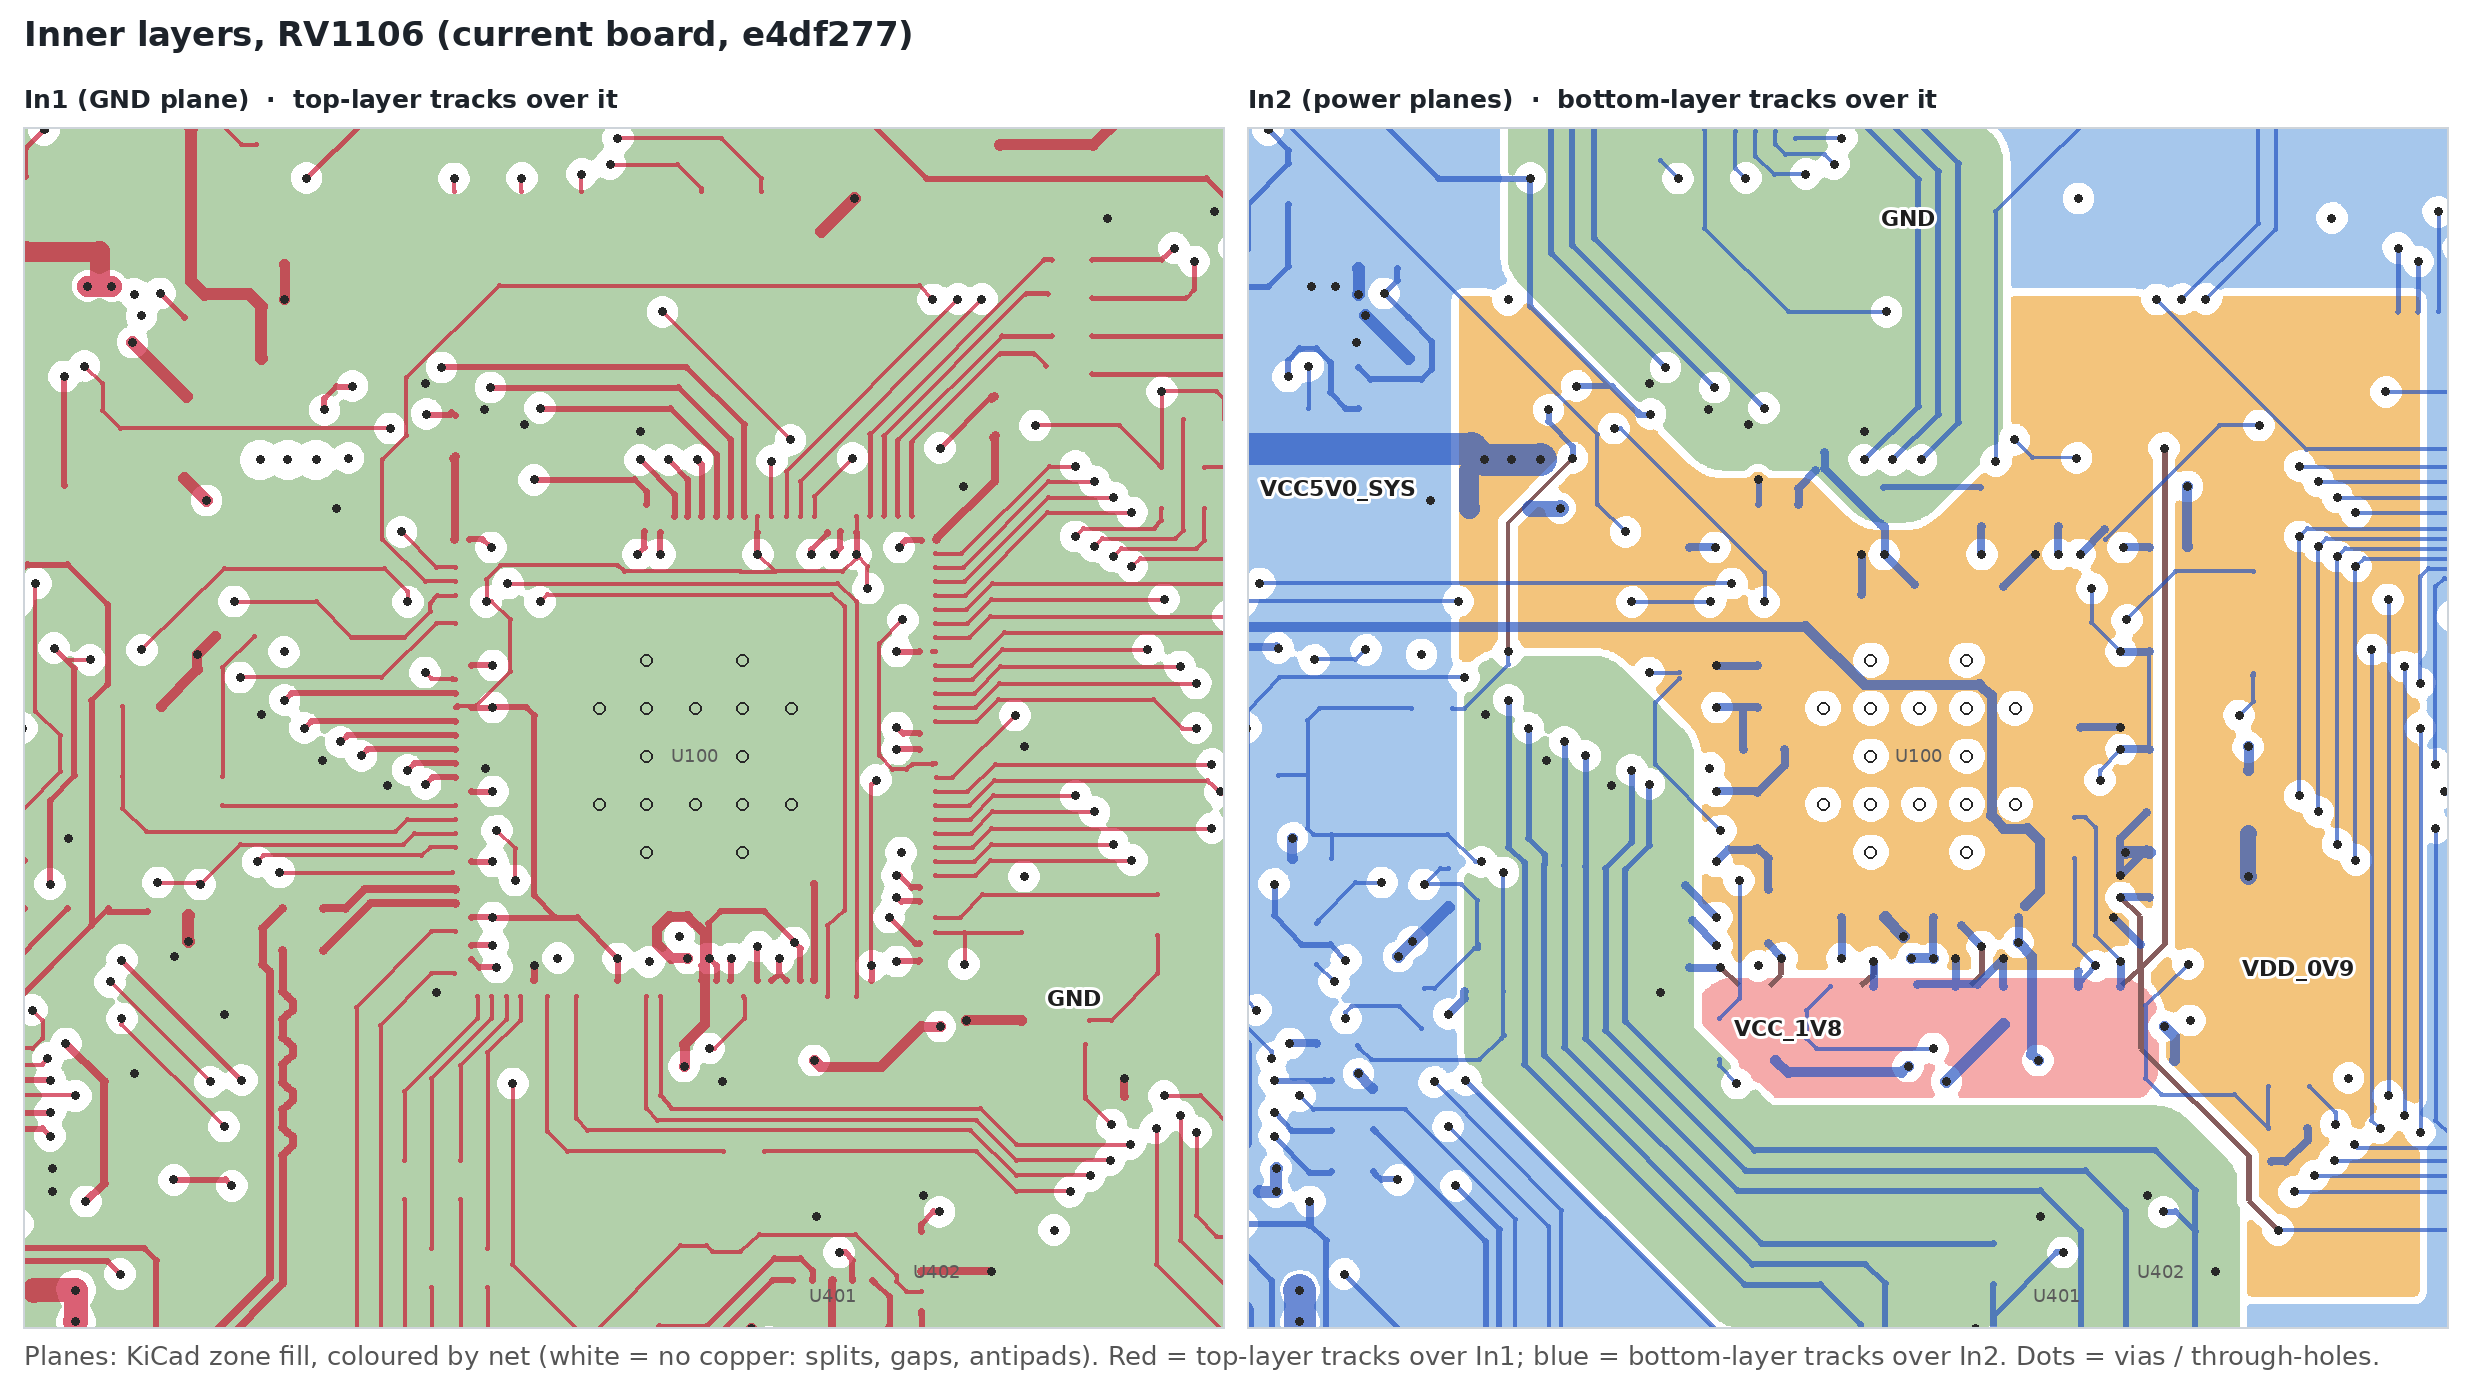 Inner layers, RV1106 (current board, e4df277)
In1 (GND plane)  ·  top-layer tracks over it
In2 (power planes)  ·  bottom-layer tracks over it
GND
VCC5V0_SYS
U100
U100
VDD_0V9
GND
VCC_1V8
U402
U401
U402
U401
Planes: KiCad zone fill, coloured by net (white = no copper: splits, gaps, antipads). Red = top-layer tracks over In1; blue = bottom-layer tracks over In2. Dots = vias / through-holes.